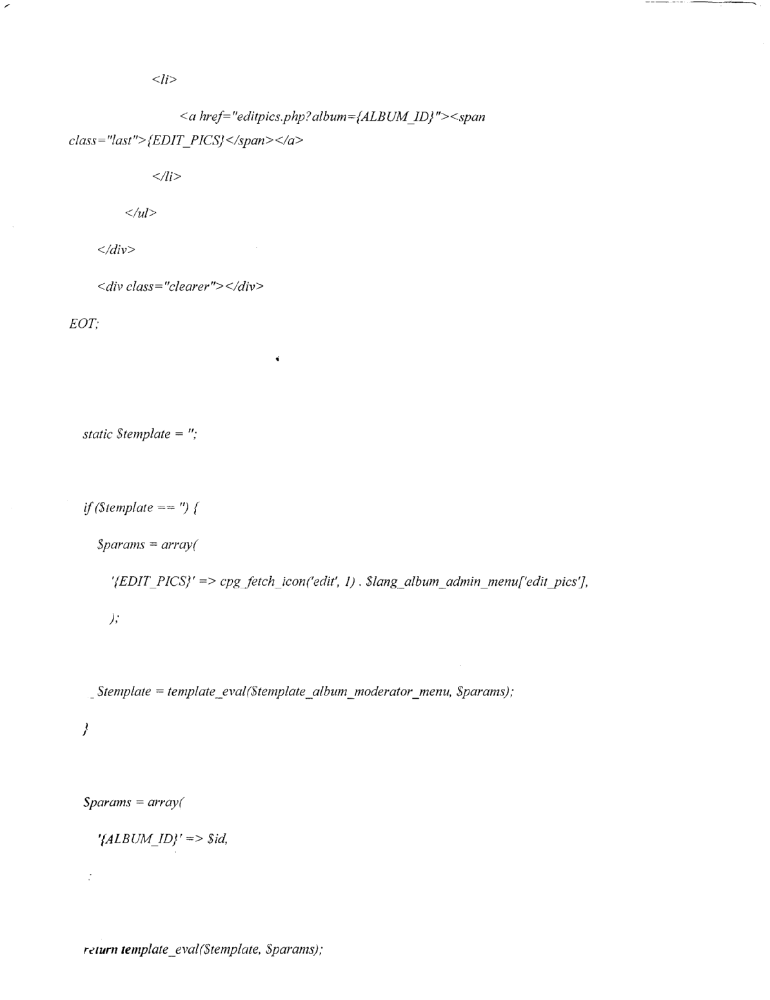 <li>
<a href="editpics.php?album={ALBUM_ID}"><span
class="last">{EDIT_PICS}</span></a>
</li>
</ul>
</div>
<div class="clearer"></div>
EOT;
static $template = '';
if ($template == '') {
$params = array(
'{EDIT_PICS}' => cpg_fetch_icon('edit', 1) . $lang_album_admin_menu['edit_pics'],
);
$template = template_eval($template_album_moderator_menu, $params);
}
$params = array(
'{ALBUM_ID}' => $id,
return template_eval($template, $params);